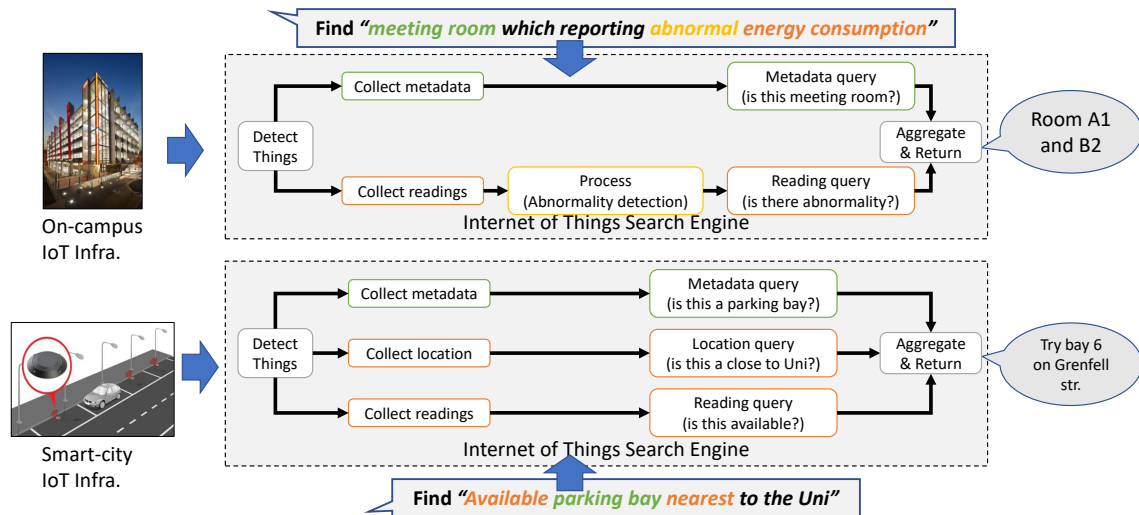 Find “meeting room which reporting abnormal energy consumption”
Collect metadata
Metadata query
(is this meeting room?)
Detect
Things
Aggregate
& Return
Room A1
and B2
Collect readings
Process
(Abnormality detection)
Reading query
(is there abnormality?)
Internet of Things Search Engine
On-campus
IoT Infra.
Collect metadata
Metadata query
(is this a parking bay?)
Detect
Things
Collect location
Location query
(is this a close to Uni?)
Aggregate
& Return
Try bay 6
on Grenfell
str.
Collect readings
Reading query
(is this available?)
Internet of Things Search Engine
Smart-city
IoT Infra.
Find “Available parking bay nearest to the Uni”